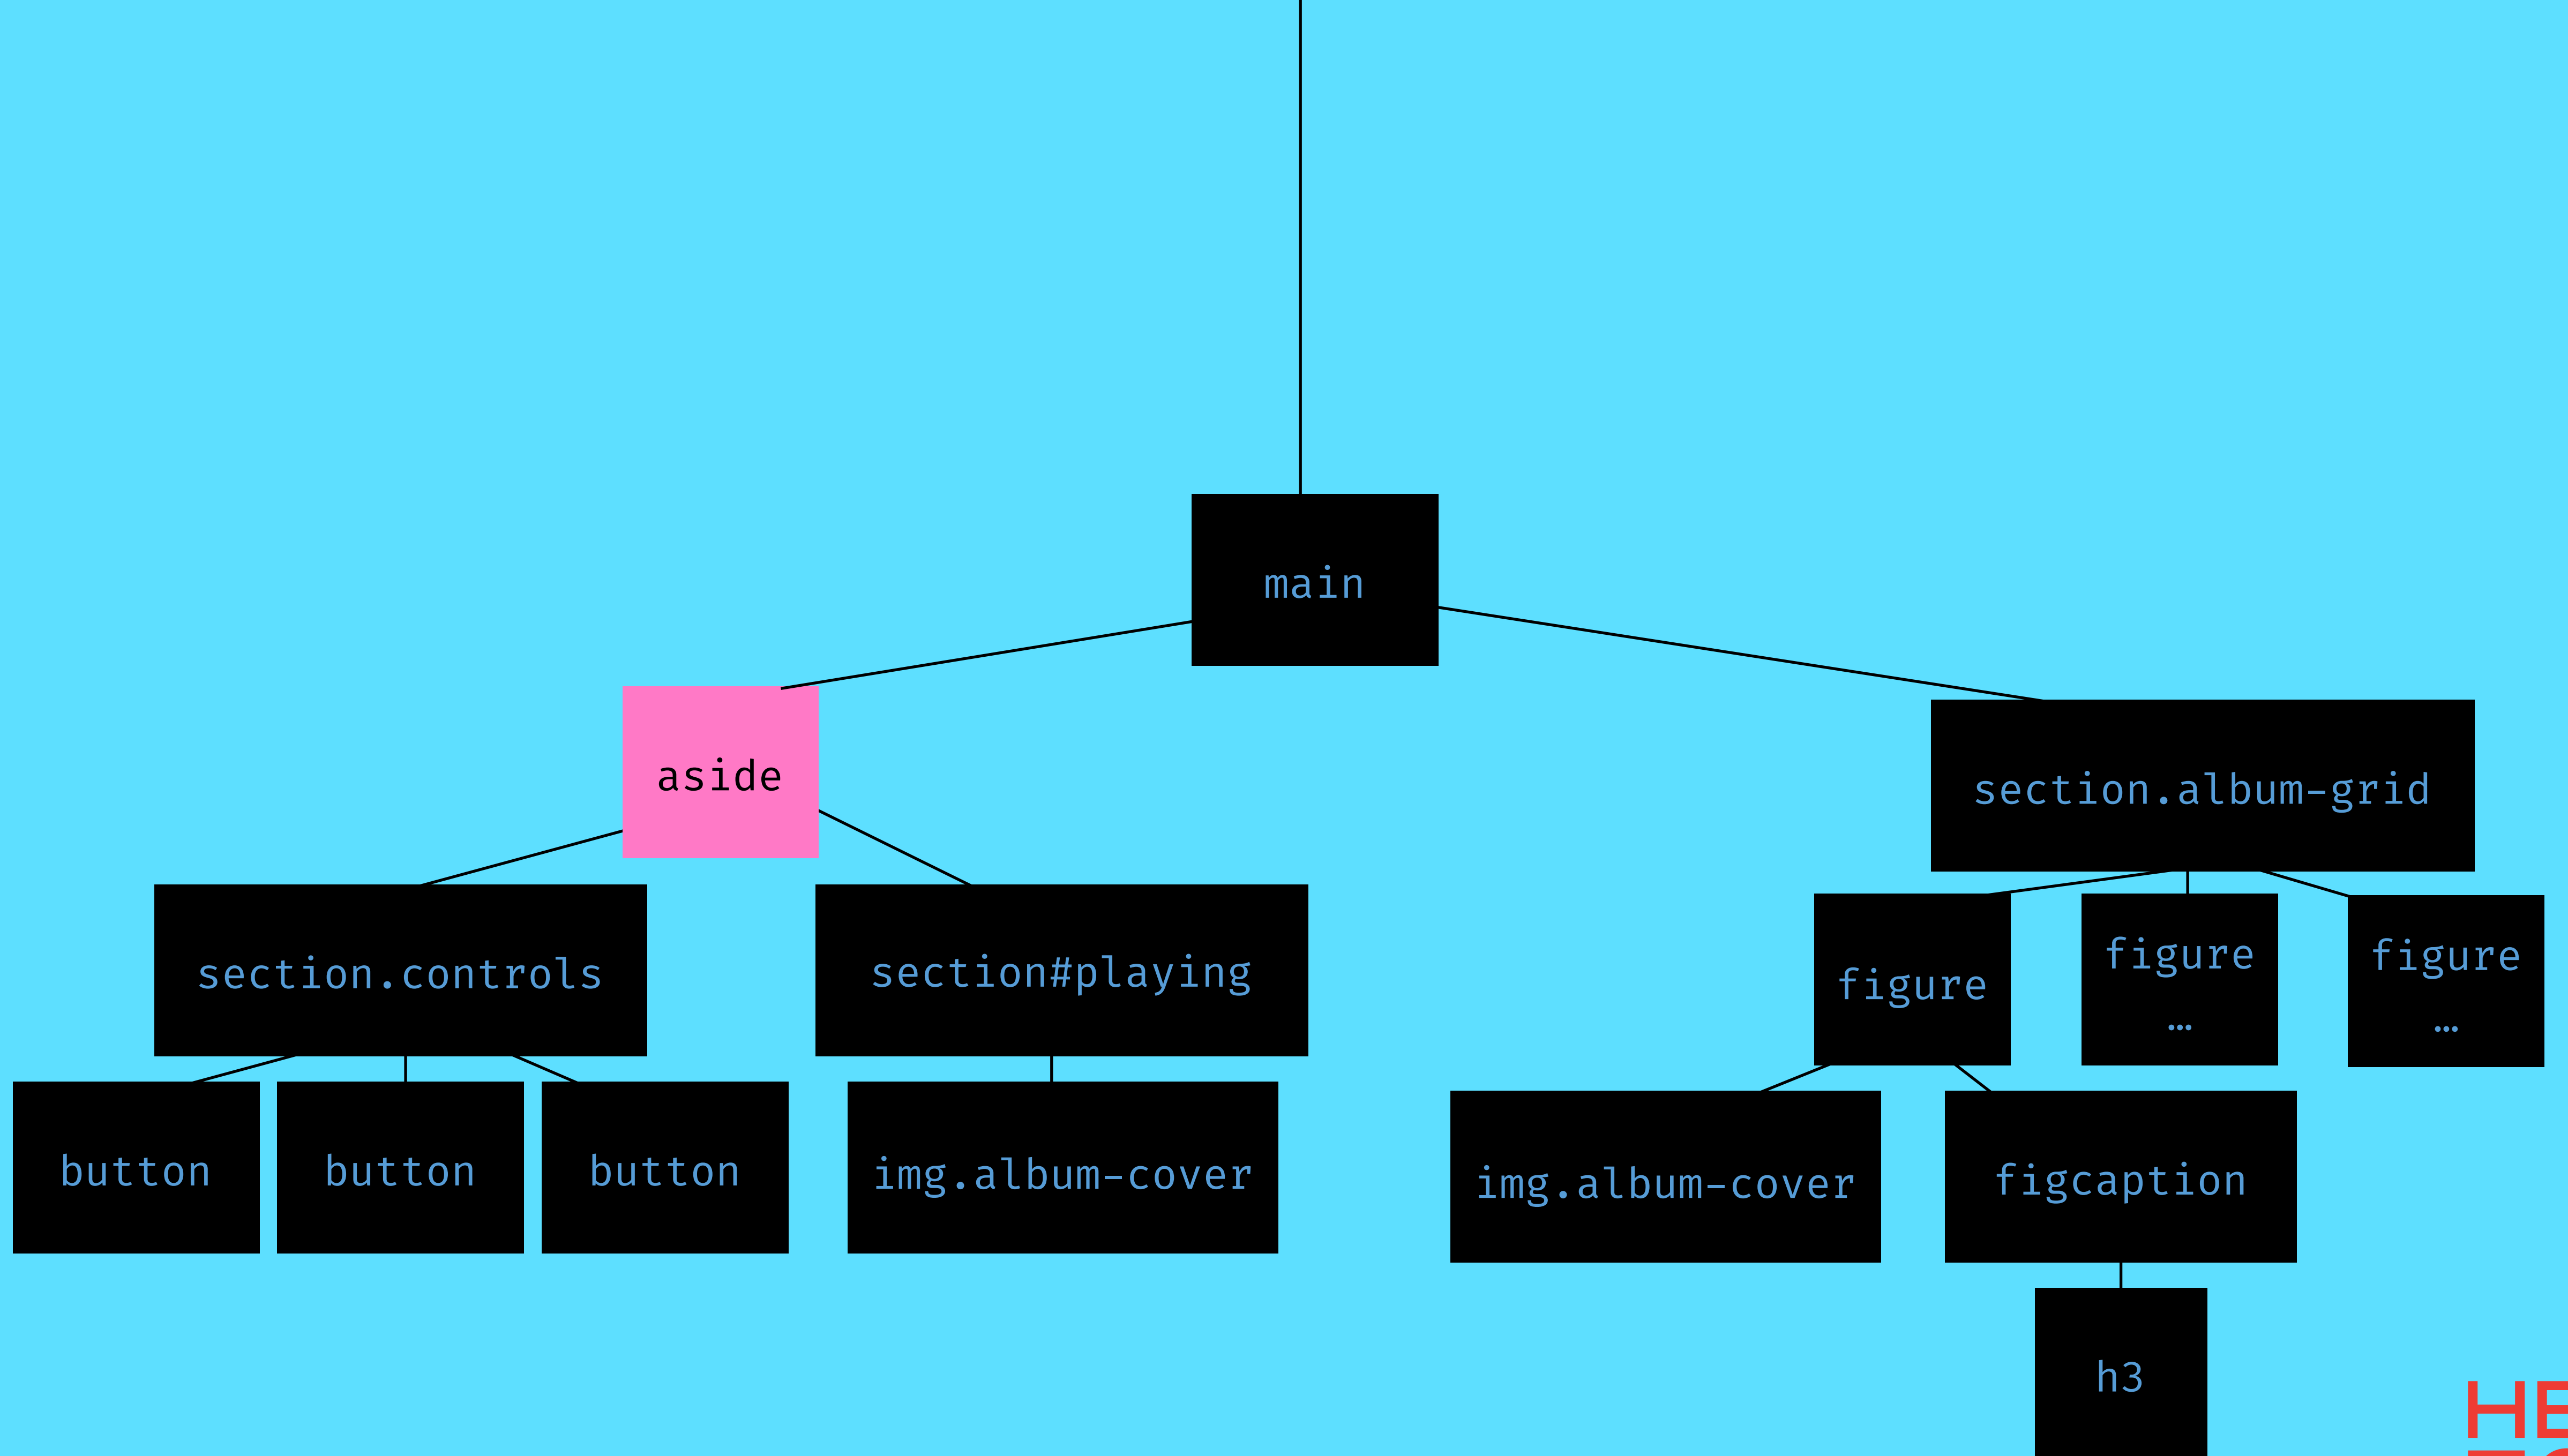 main
aside
section.album-grid
section.controls
section#playing
figure
figure
…
figure
…
button
button
button
img.album-cover
img.album-cover
figcaption
h3
HE